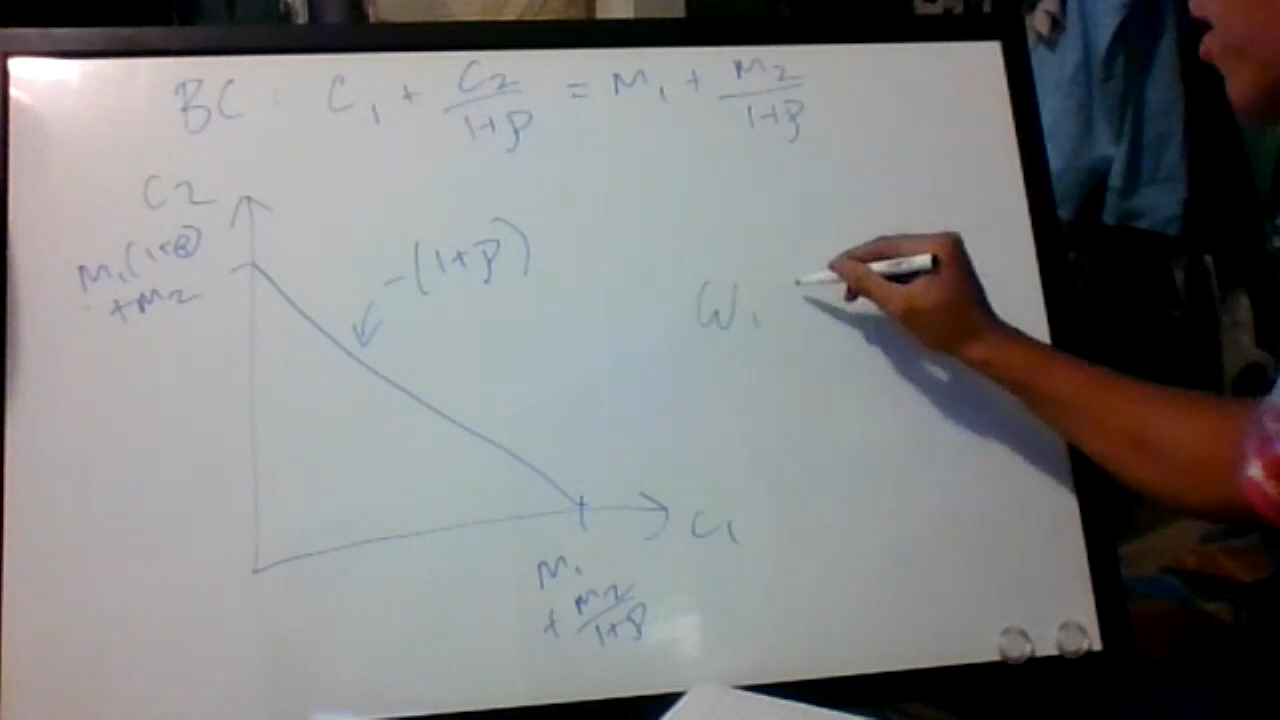 BC: C1 + C2/1+ρ = M1 + M2/1+ρ
C2
M1(1+ρ)
+M2
-(1+ρ)
W1
C1
M1
+ M2/1+ρ